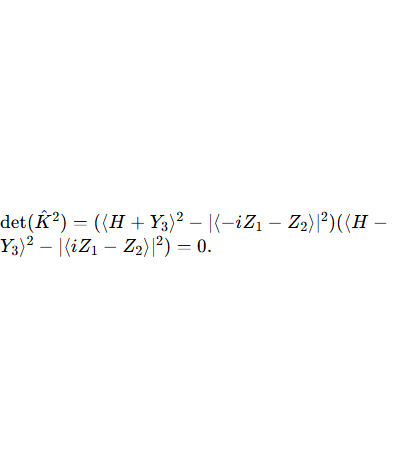 det(K̂²) = (⟨H + Y₃⟩² − |⟨−iZ₁ − Z₂⟩|²)(⟨H −
Y₃⟩² − |⟨iZ₁ − Z₂⟩|²) = 0.